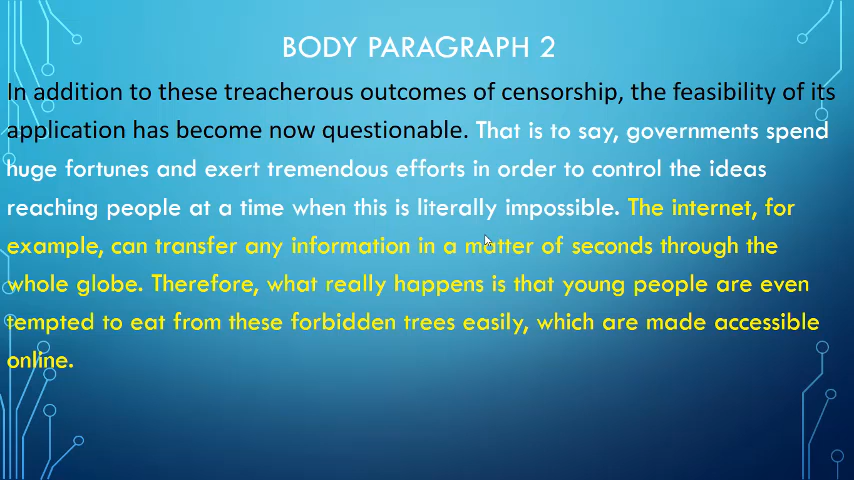 BODY PARAGRAPH 2
In addition to these treacherous outcomes of censorship, the feasibility of its
application has become now questionable. That is to say, governments spend
huge fortunes and exert tremendous efforts in order to control the ideas
reaching people at a time when this is literally impossible. The internet, for
example, can transfer any information in a matter of seconds through the
whole globe. Therefore, what really happens is that young people are even
tempted to eat from these forbidden trees easily, which are made accessible
online.